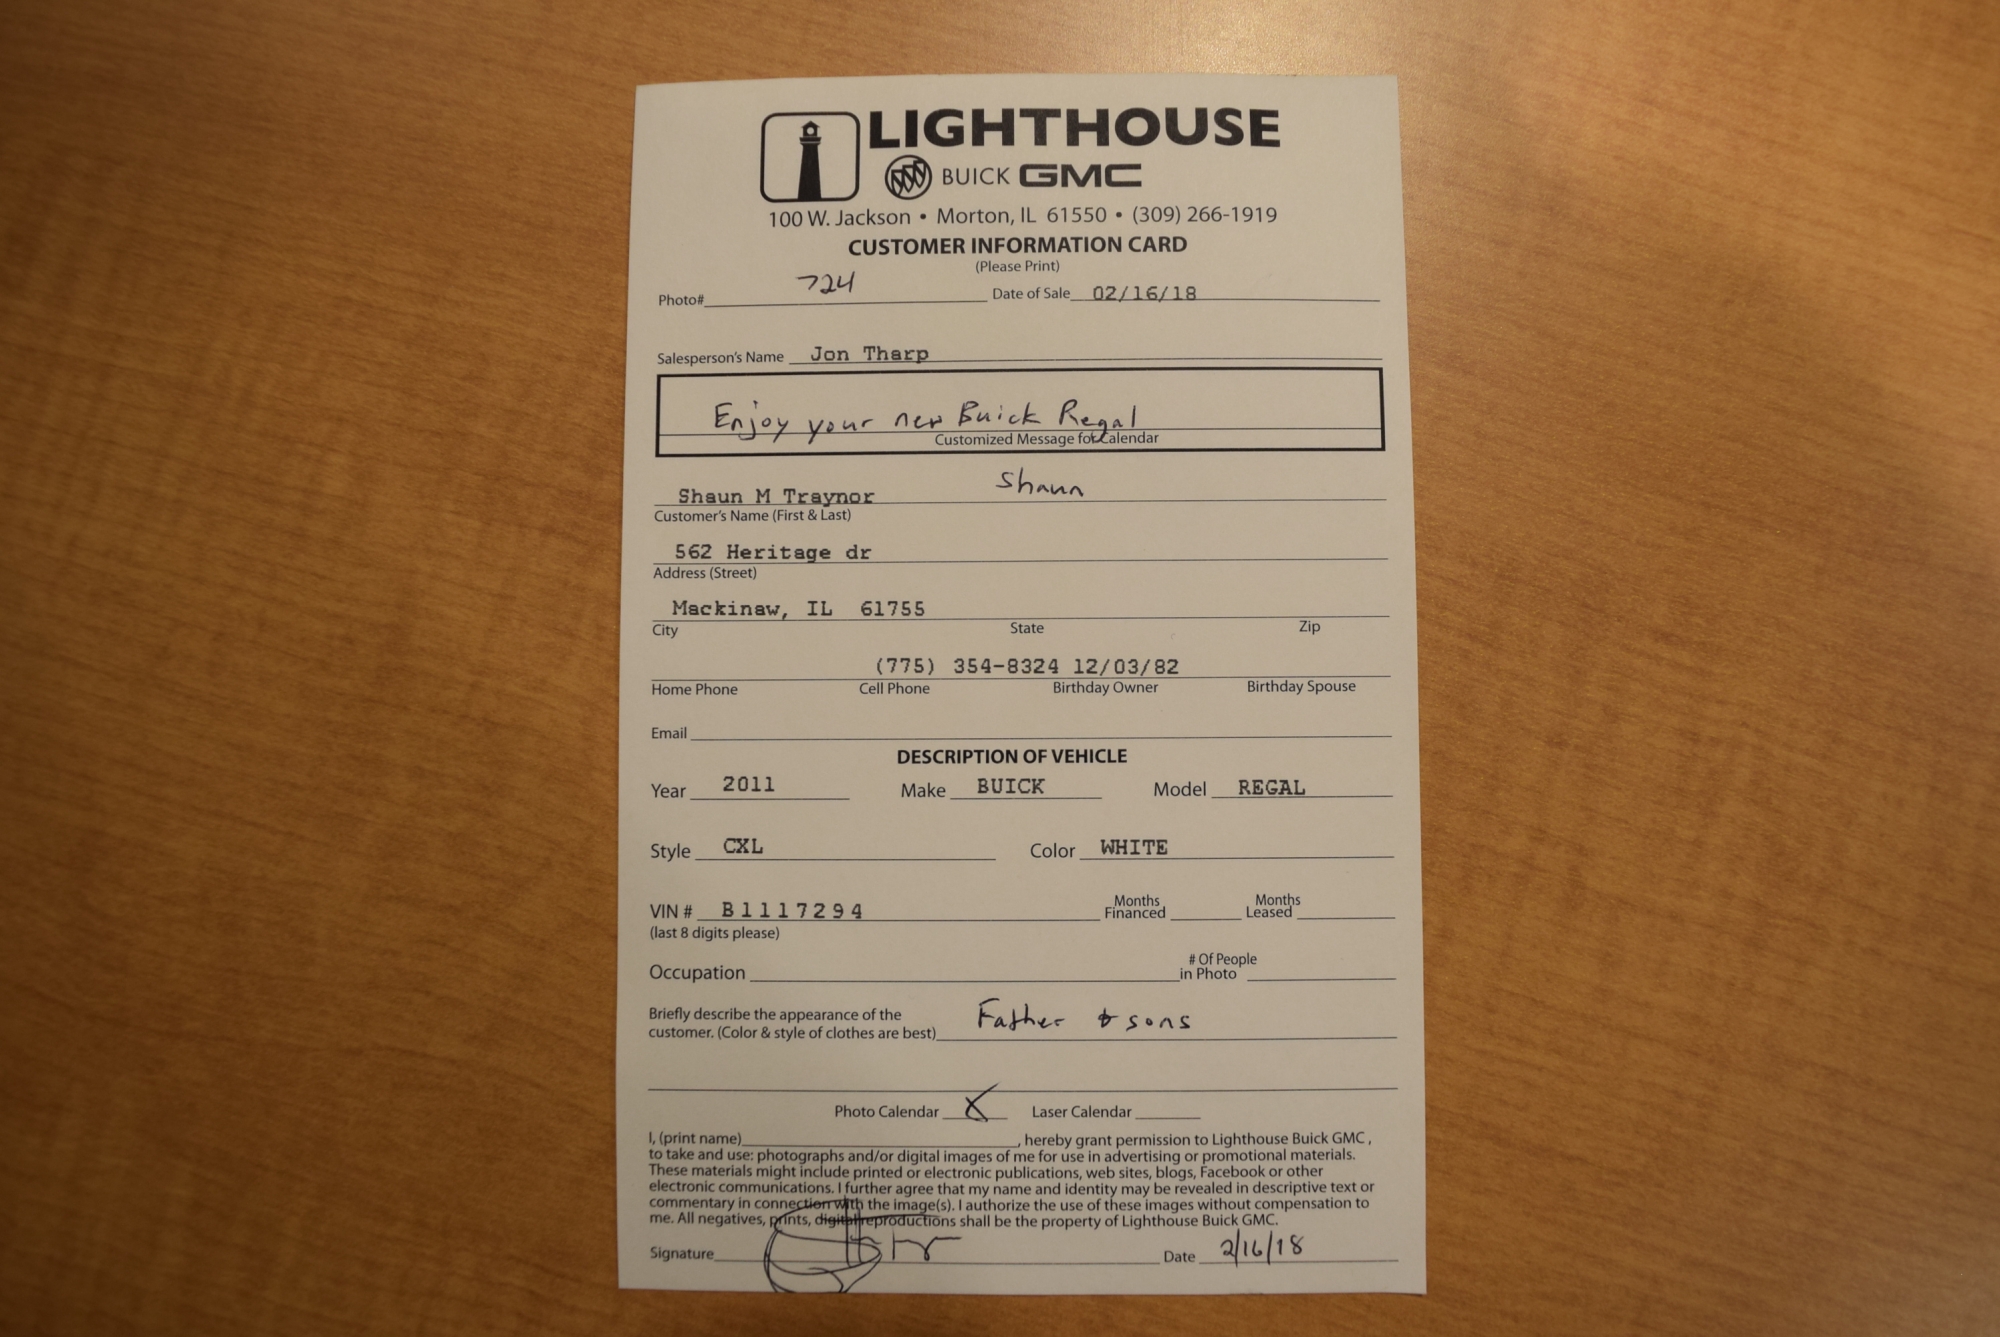 LIGHTHOUSE
BUICK GMC
100 W. Jackson • Morton, IL 61550 • (309) 266-1919
CUSTOMER INFORMATION CARD
(Please Print)
Photo# 724 Date of Sale 02/16/18
Salesperson's Name Jon Tharp
Enjoy your new Buick Regal
Customized Message for Calendar
Shaun M Traynor Shaun
Customer's Name (First & Last)
562 Heritage dr
Address (Street)
Mackinaw, IL 61755
City State Zip
(775) 354-8324 12/03/82
Home Phone Cell Phone Birthday Owner Birthday Spouse
Email
DESCRIPTION OF VEHICLE
Year 2011 Make BUICK Model REGAL
Style CXL Color WHITE
VIN # B1117294 Months Financed Months Leased
(last 8 digits please)
Occupation # Of People in Photo
Briefly describe the appearance of the
customer. (Color & style of clothes are best) Father & sons
Photo Calendar X Laser Calendar
I, (print name) , hereby grant permission to Lighthouse Buick GMC ,
to take and use: photographs and/or digital images of me for use in advertising or promotional materials.
These materials might include printed or electronic publications, web sites, blogs, Facebook or other
electronic communications. I further agree that my name and identity may be revealed in descriptive text or
commentary in connection with the image(s). I authorize the use of these images without compensation to
me. All negatives, prints, digital reproductions shall be the property of Lighthouse Buick GMC.
Signature Date 2/16/18